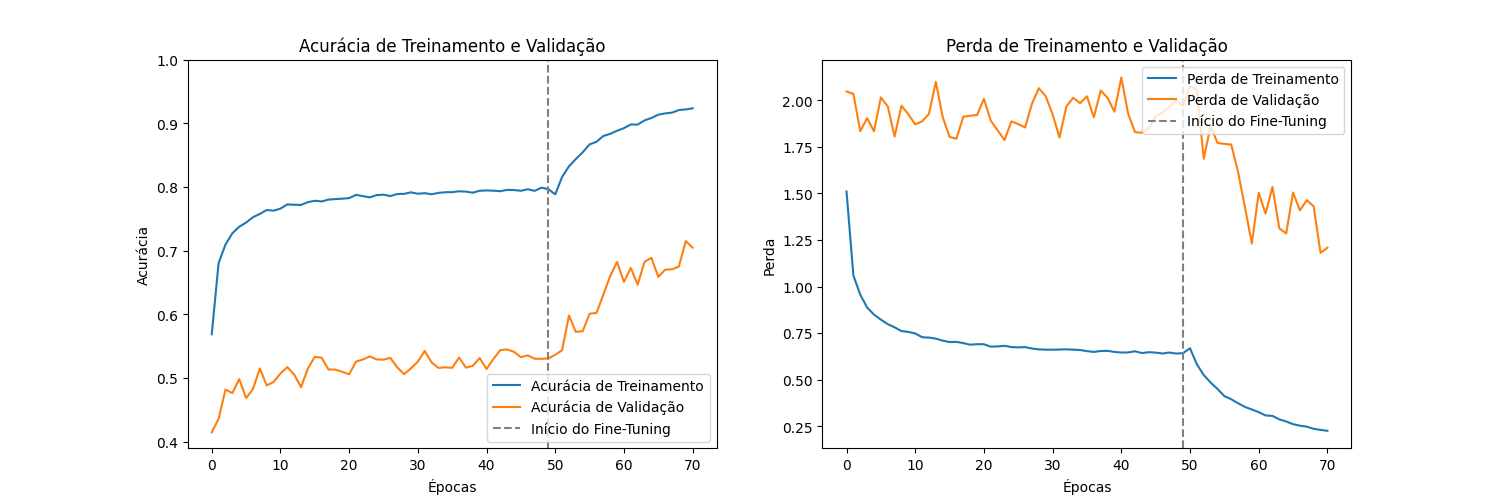 Acurácia de Treinamento e Validação
1.0
0.9
0.8
0.7
0.6
0.5
0.4
Acurácia
0 10 20 30 40 50 60 70
Épocas
Acurácia de Treinamento
Acurácia de Validação
Início do Fine-Tuning
Perda de Treinamento e Validação
2.00
1.75
1.50
1.25
1.00
0.75
0.50
0.25
Perda
0 10 20 30 40 50 60 70
Épocas
Perda de Treinamento
Perda de Validação
Início do Fine-Tuning